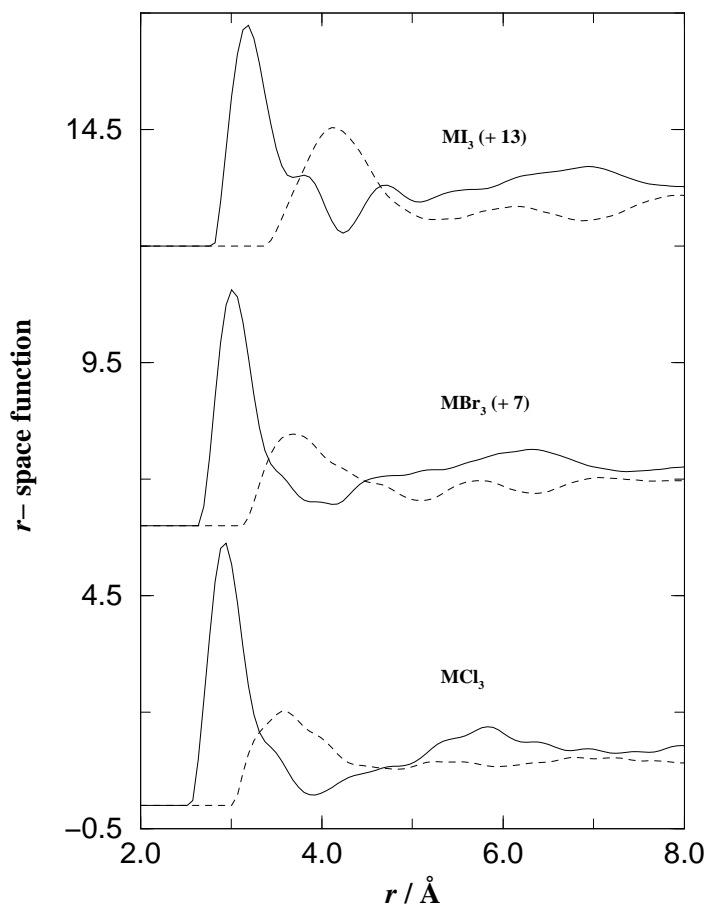 14.5
MI₃ (+ 13)
9.5
MBr₃ (+ 7)
r− space function
4.5
MCl₃
−0.5
2.0 4.0 6.0 8.0
r / Å